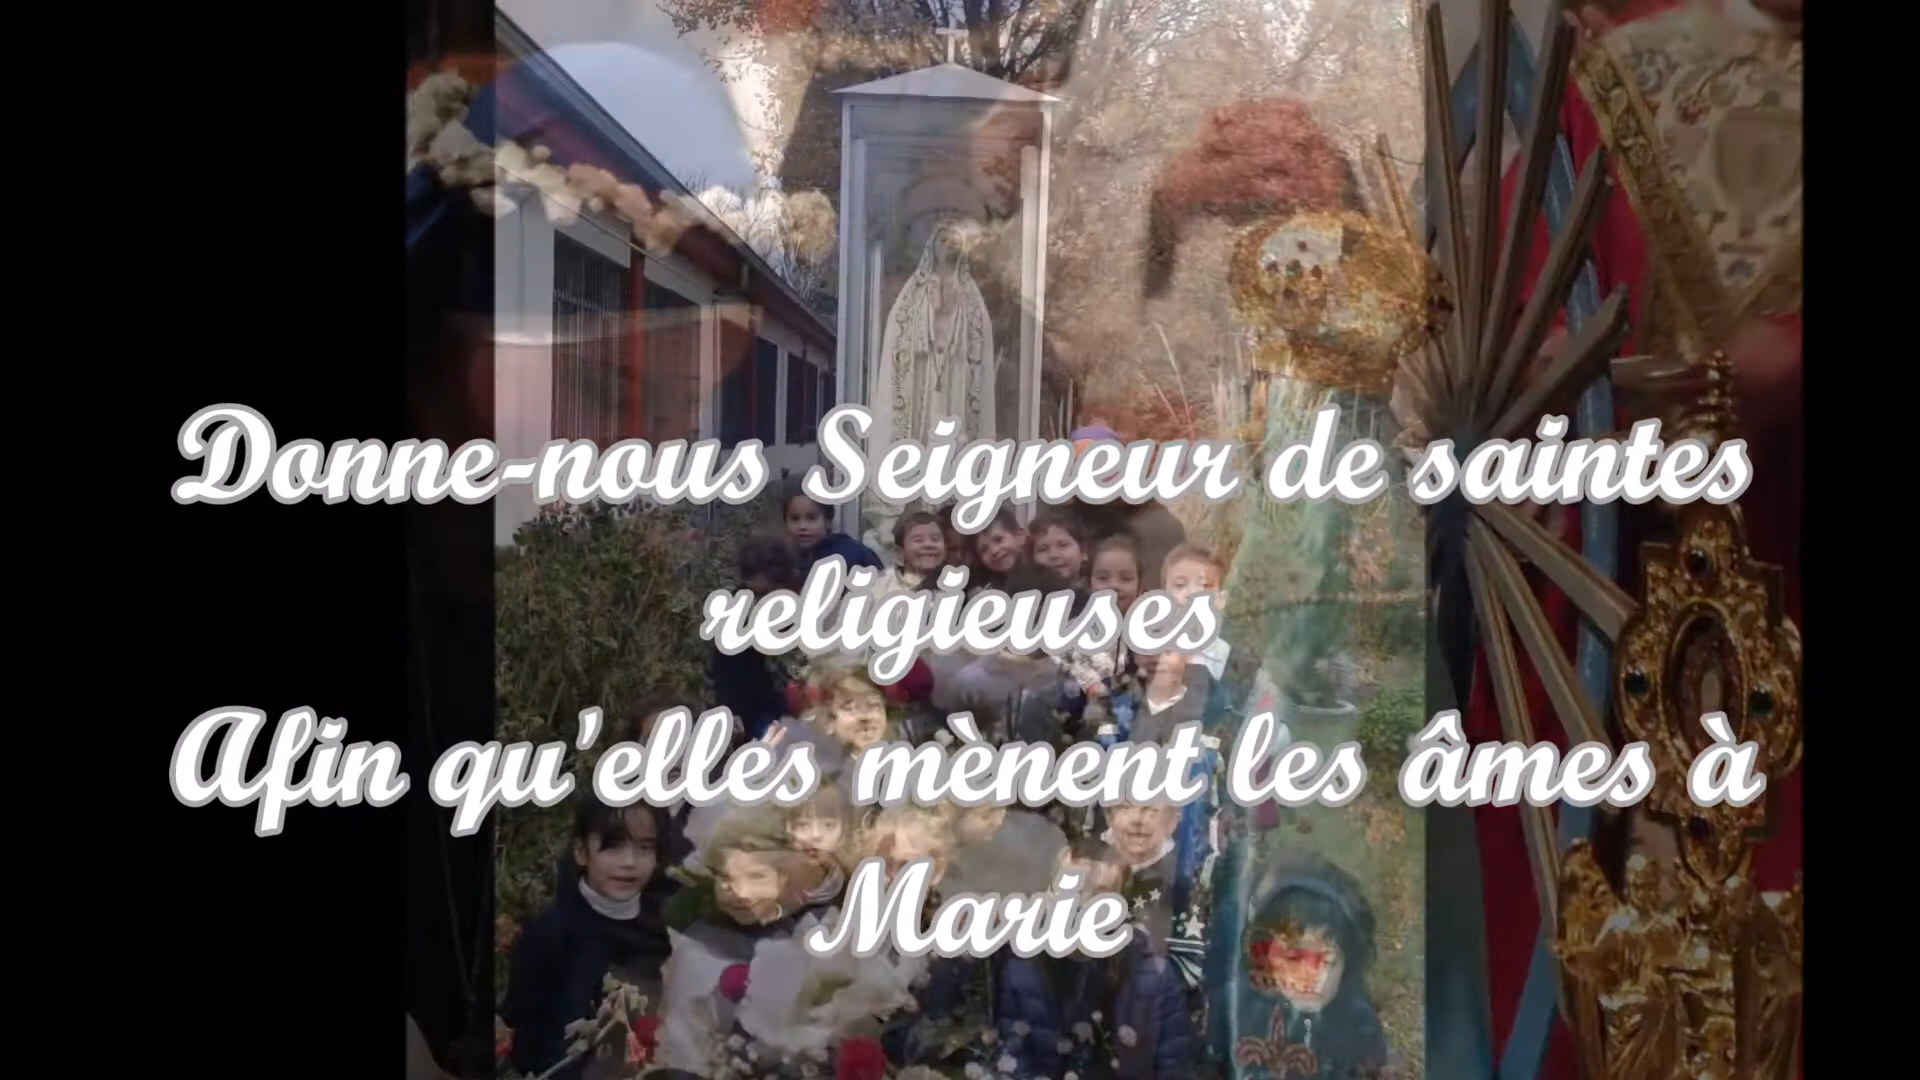 Donne-nous Seigneur de saintes
religieuses
Afin qu'elles mènent les âmes à
Marie